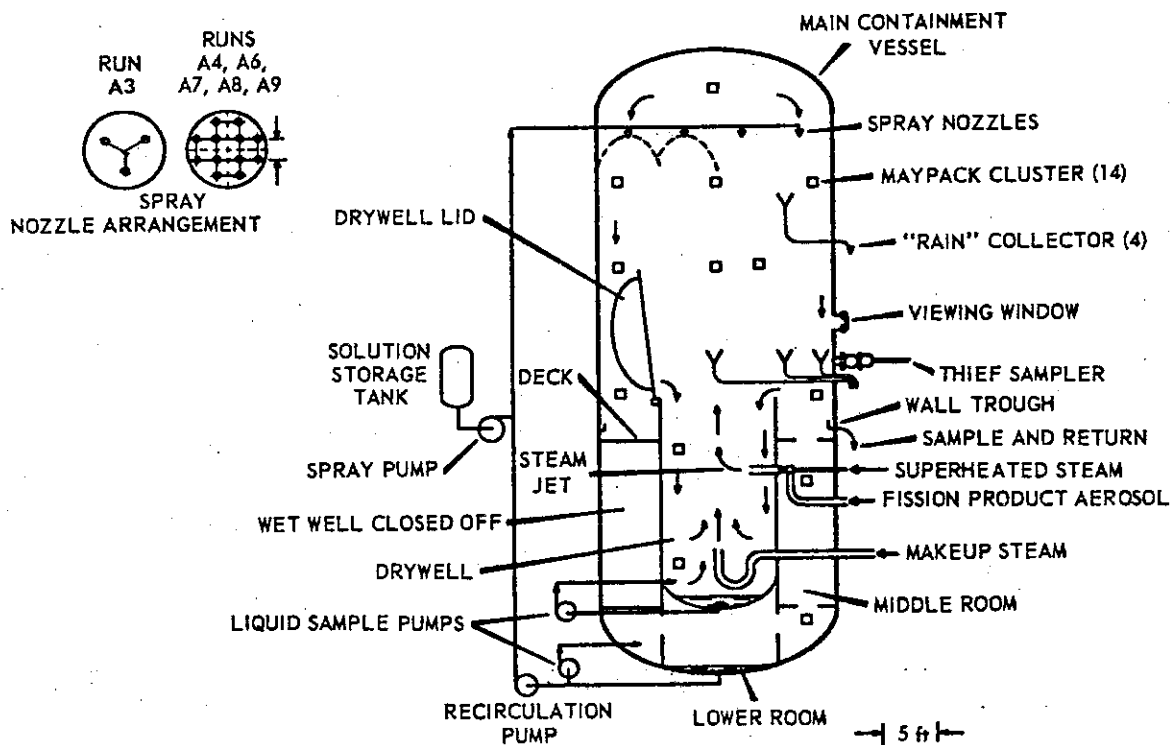 RUN
A3
RUNS
A4, A6,
A7, A8, A9
SPRAY
NOZZLE ARRANGEMENT
MAIN CONTAINMENT
VESSEL
SPRAY NOZZLES
MAYPACK CLUSTER (14)
DRYWELL LID
"RAIN" COLLECTOR (4)
VIEWING WINDOW
SOLUTION
STORAGE
TANK
DECK
THIEF SAMPLER
WALL TROUGH
SAMPLE AND RETURN
SPRAY PUMP
STEAM
JET
SUPERHEATED STEAM
FISSION PRODUCT AEROSOL
WET WELL CLOSED OFF
MAKEUP STEAM
DRYWELL
MIDDLE ROOM
LIQUID SAMPLE PUMPS
RECIRCULATION
PUMP
LOWER ROOM
5 ft